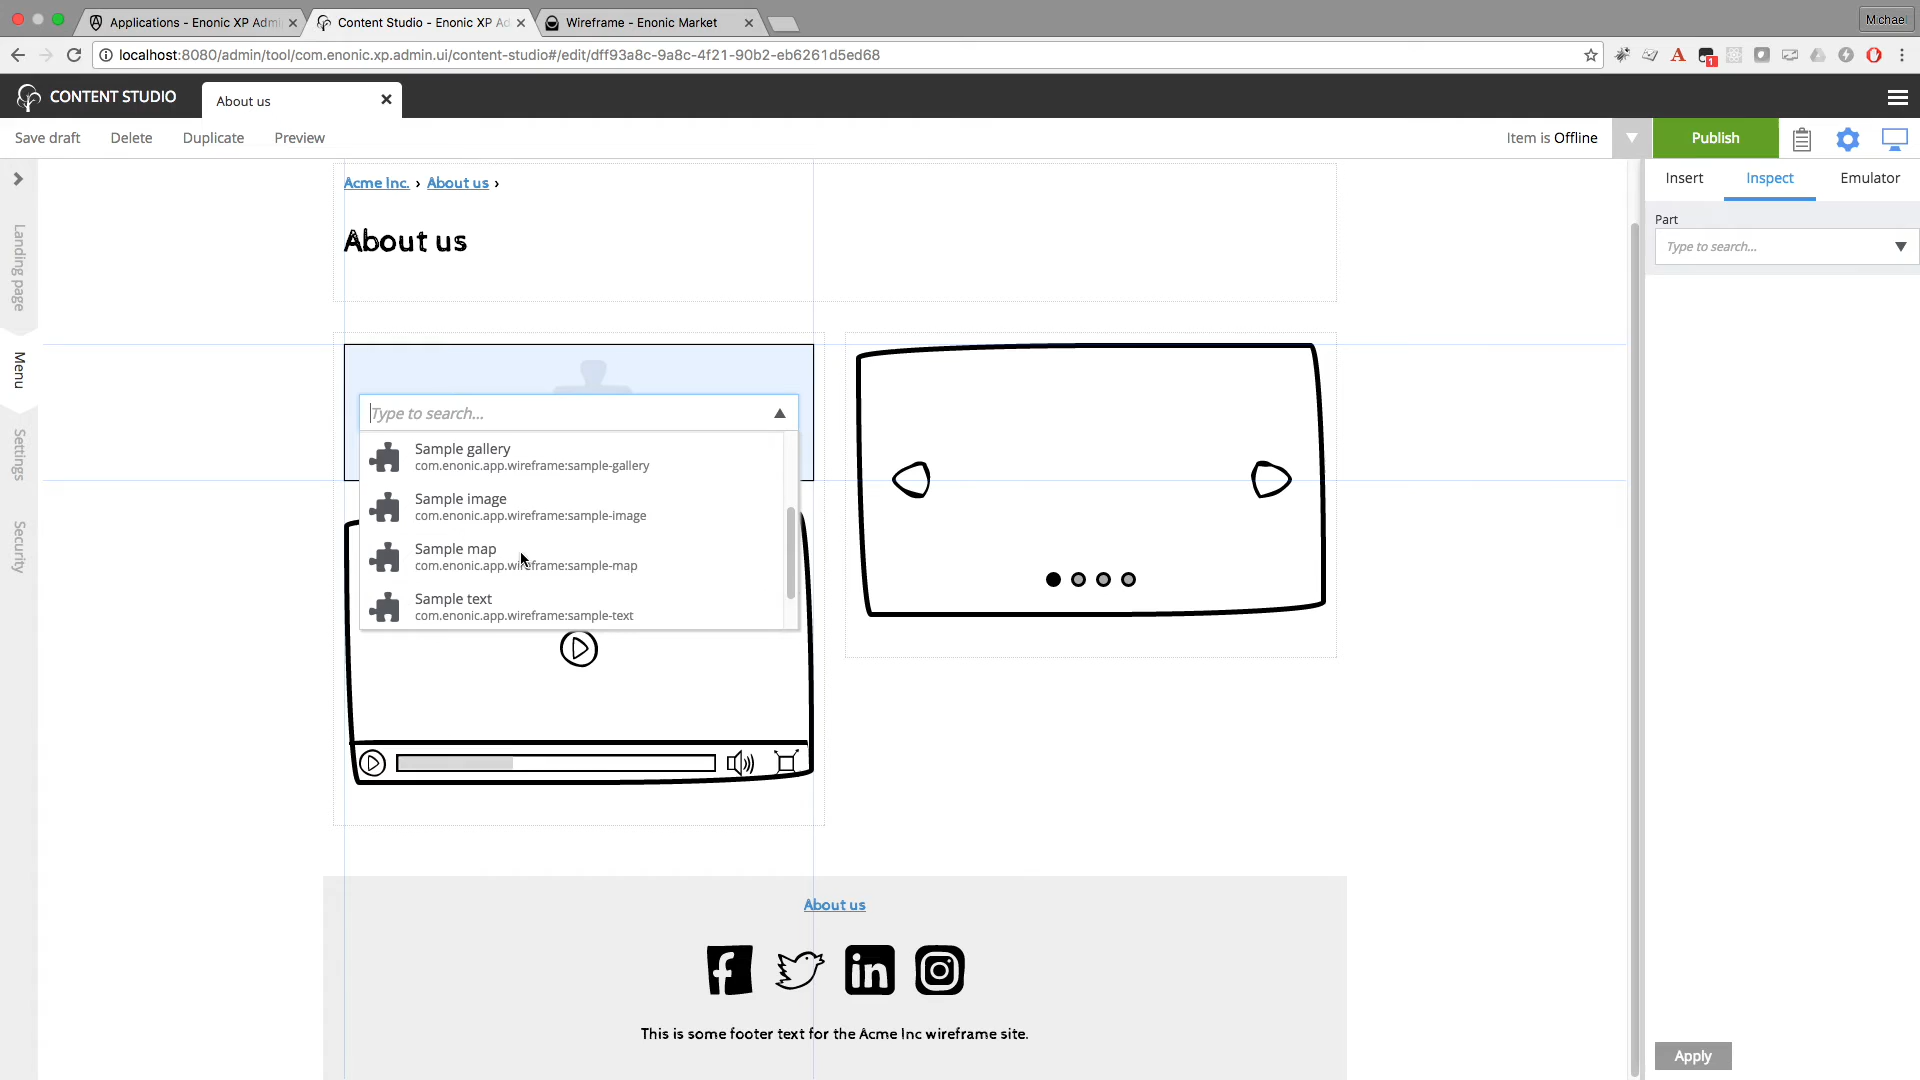 Applications - Enonic XP Admi
Content Studio - Enonic XP Ad
Wireframe - Enonic Market
Michael
localhost:8080/admin/tool/com.enonic.xp.admin.ui/content-studio#/edit/dff93a8c-9a8c-4f21-90b2-eb6261d5ed68
A
1
CONTENT STUDIO
About us
Save draft
Delete
Duplicate
Preview
Item is Offline
Publish
Insert
Inspect
Emulator
Part
Type to search...
Landing page
Menu
Settings
Security
Acme Inc. › About us ›
About us
Type to search...
Sample gallery
com.enonic.app.wireframe:sample-gallery
Sample image
com.enonic.app.wireframe:sample-image
Sample map
com.enonic.app.wireframe:sample-map
Sample text
com.enonic.app.wireframe:sample-text
About us
This is some footer text for the Acme Inc wireframe site.
Apply